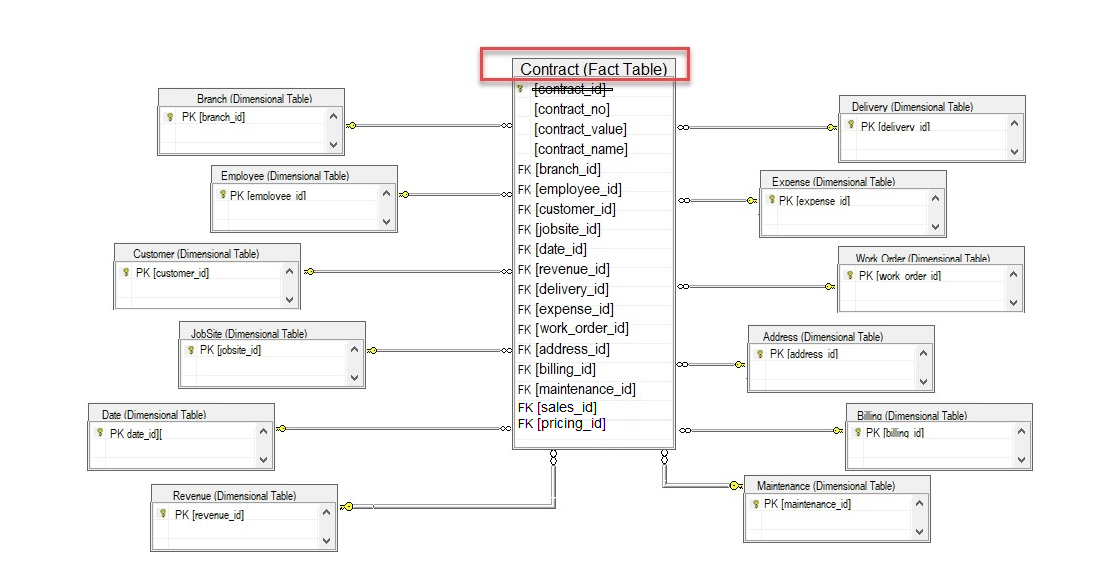 Contract (Fact Table)
[contract_id]
[contract_no]
[contract_value]
[contract_name]
FK [branch_id]
FK [employee_id]
FK [customer_id]
FK [jobsite_id]
FK [date_id]
FK [revenue_id]
FK [delivery_id]
FK [expense_id]
FK [work_order_id]
FK [address_id]
FK [billing_id]
FK [maintenance_id]
FK [sales_id]
FK [pricing_id]
Branch (Dimensional Table)
PK [branch_id]
Employee (Dimensional Table)
PK [employee_id]
Customer (Dimensional Table)
PK [customer_id]
JobSite (Dimensional Table)
PK [jobsite_id]
Date (Dimensional Table)
PK date_id][
Revenue (Dimensional Table)
PK [revenue_id]
Delivery (Dimensional Table)
PK [delivery_id]
Expense (Dimensional Table)
PK [expense_id]
Work Order (Dimensional Table)
PK [work_order_id]
Address (Dimensional Table)
PK [address_id]
Billing (Dimensional Table)
PK [billing_id]
Maintenance (Dimensional Table)
PK [maintenance_id]